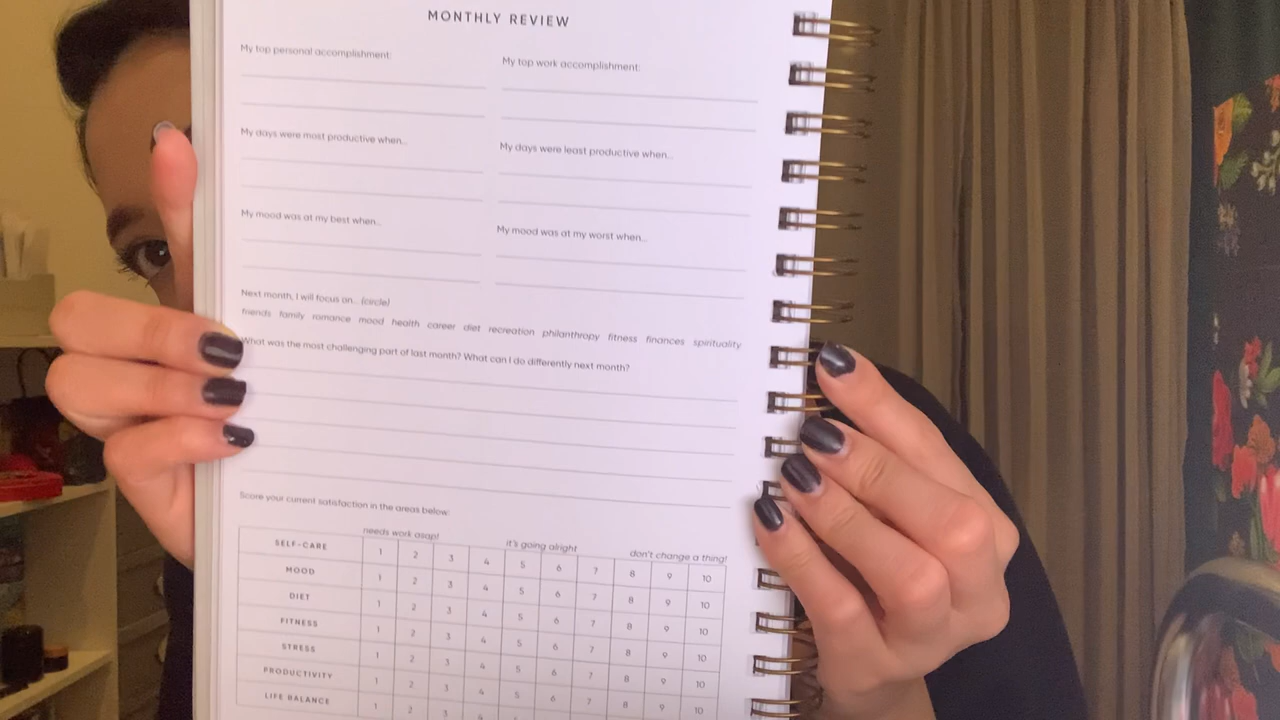 MONTHLY REVIEW
My top personal accomplishment:
My top work accomplishment:
My days were most productive when...
My days were least productive when...
My mood was at my best when...
My mood was at my worst when...
Next month, I will focus on... (circle)
friends family romance mood health career diet recreation philanthropy fitness finances spirituality
What was the most challenging part of last month? What can I do differently next month?
Score your current satisfaction in the areas below:
needs work asap! it's going alright don't change a thing!
SELF-CARE 1 2 3 4 5 6 7 8 9 10
MOOD 1 2 3 4 5 6 7 8 9 10
DIET 1 2 3 4 5 6 7 8 9 10
FITNESS 1 2 3 4 5 6 7 8 9 10
STRESS 1 2 3 4 5 6 7 8 9 10
PRODUCTIVITY 1 2 3 4 5 6 7 8 9 10
LIFE BALANCE 1 2 3 4 5 6 7 8 9 10